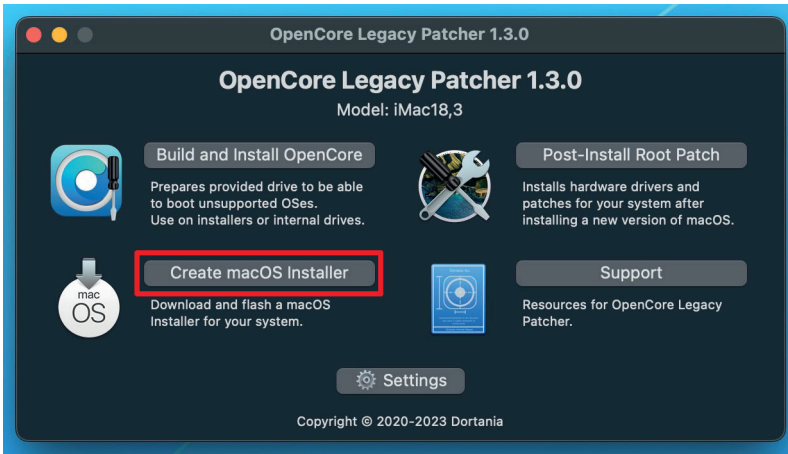 OpenCore Legacy Patcher 1.3.0
OpenCore Legacy Patcher 1.3.0
Model: iMac18,3
Build and Install OpenCore
Prepares provided drive to be able
to boot unsupported OSes.
Use on installers or internal drives.
Post-Install Root Patch
Installs hardware drivers and
patches for your system after
installing a new version of macOS.
mac
OS
Create macOS Installer
Download and flash a macOS
Installer for your system.
Support
Resources for OpenCore Legacy
Patcher.
Settings
Copyright © 2020-2023 Dortania